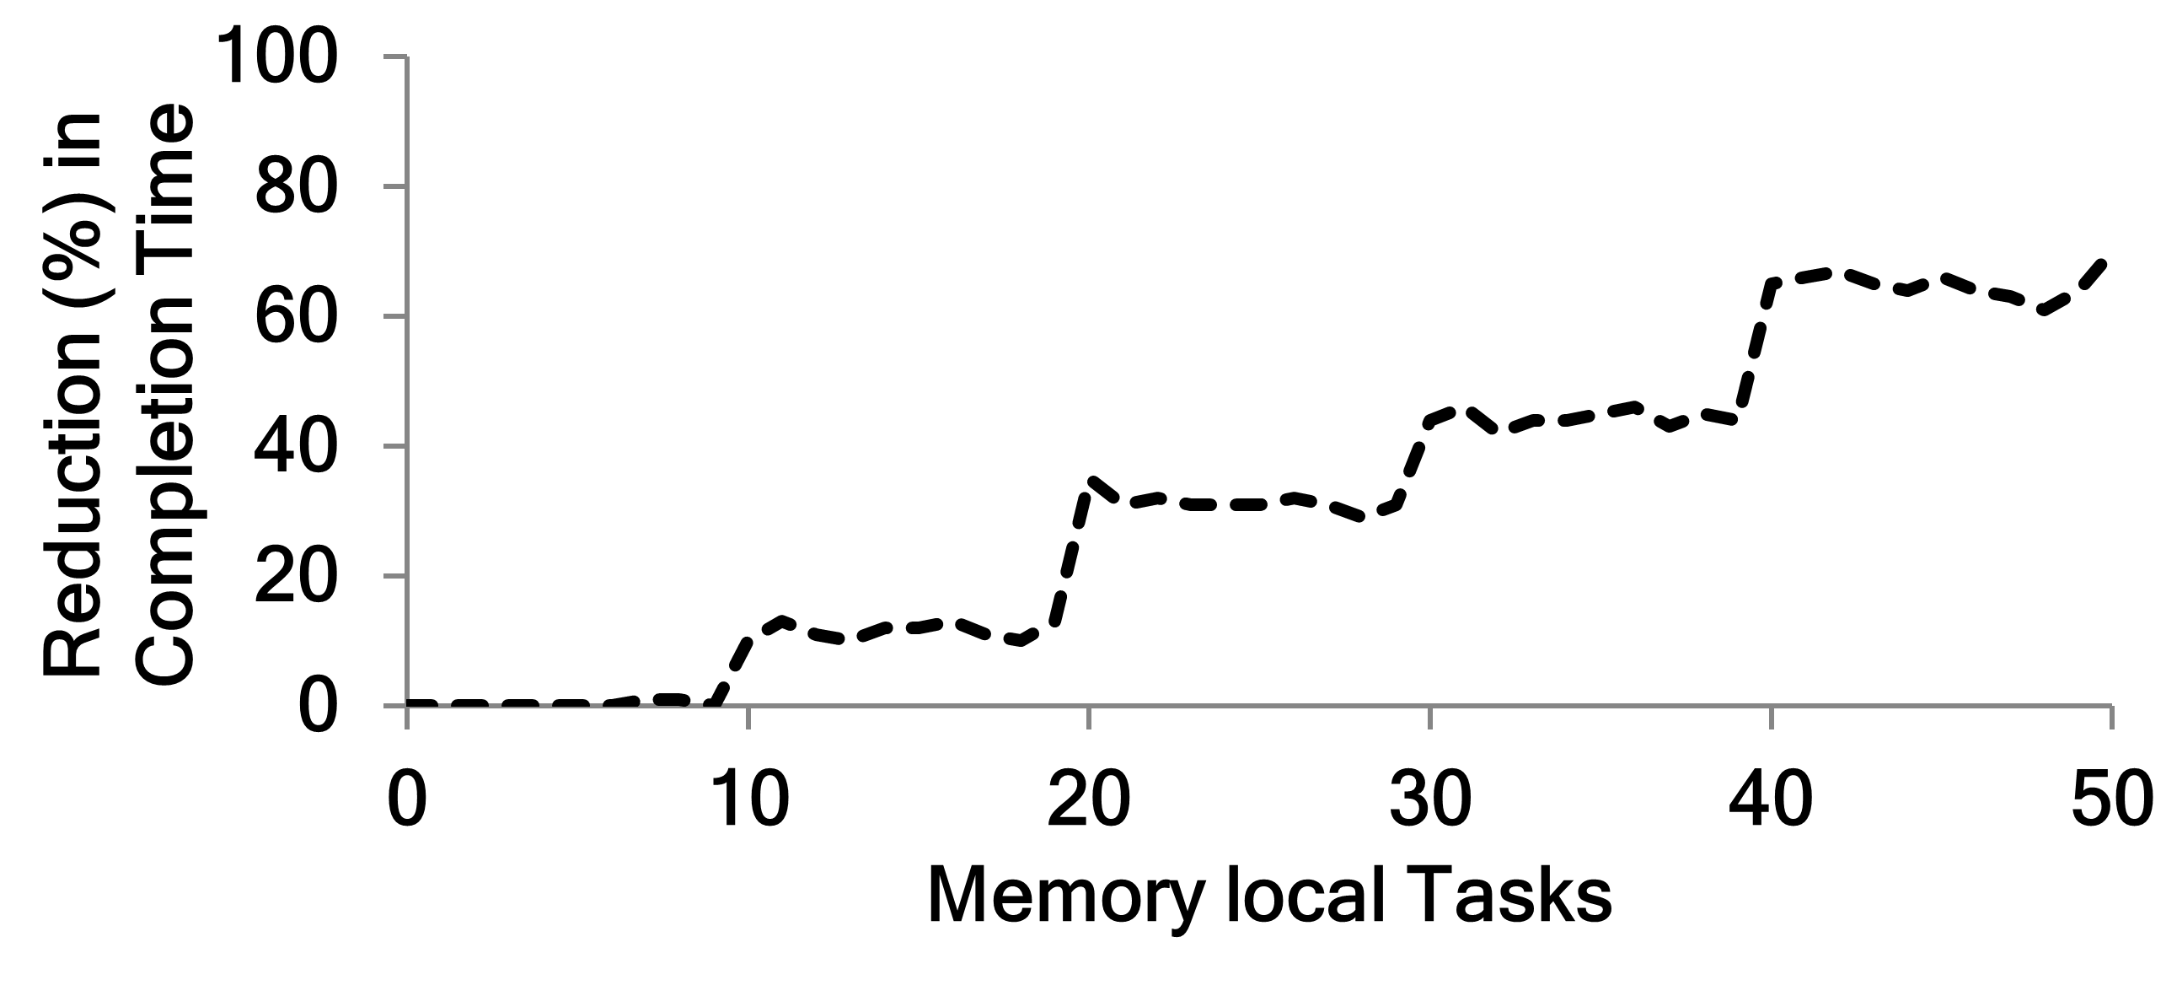 Reduction (%) in
Completion Time
100
80
60
40
20
0
0 10 20 30 40 50
Memory local Tasks